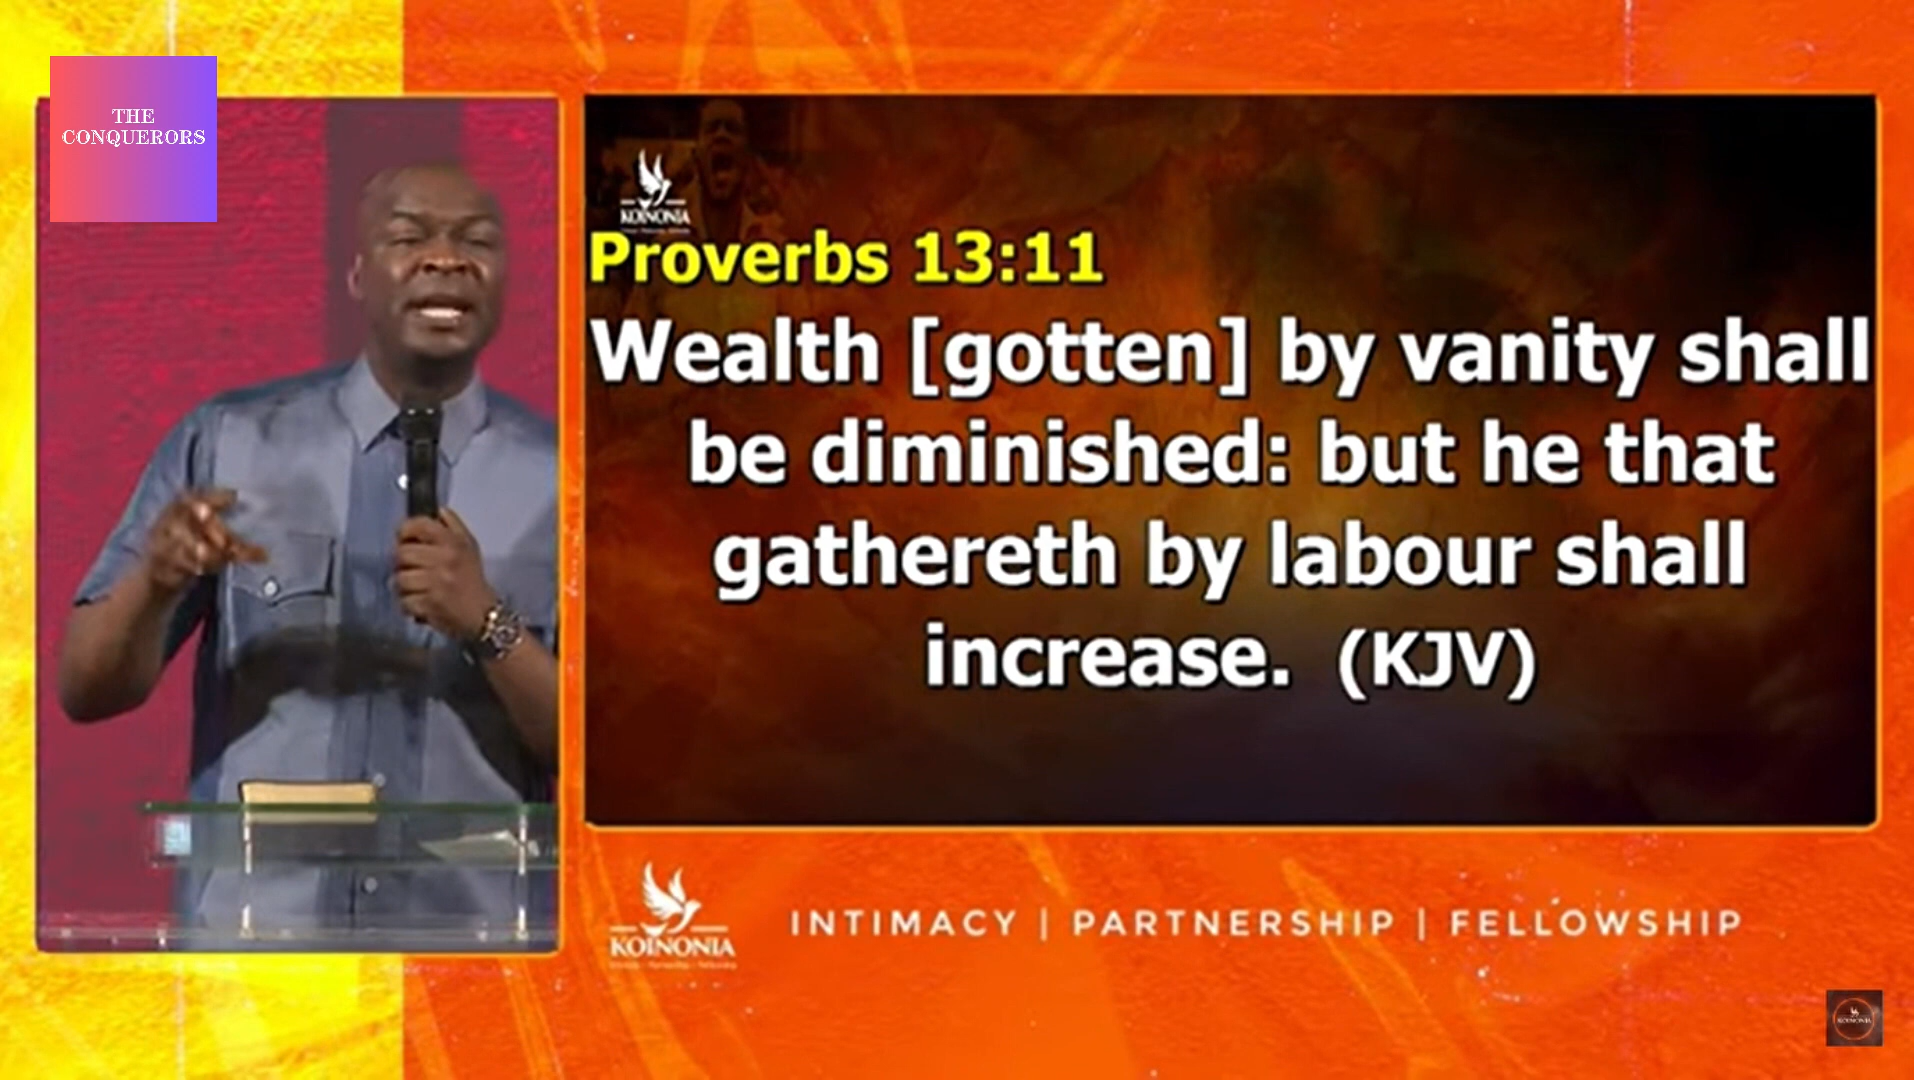 THE
CONQUERORS
KOINONIA
Proverbs 13:11
Wealth [gotten] by vanity shall
be diminished: but he that
gathereth by labour shall
increase. (KJV)
KOINONIA
INTIMACY | PARTNERSHIP | FELLOWSHIP
KOINONIA